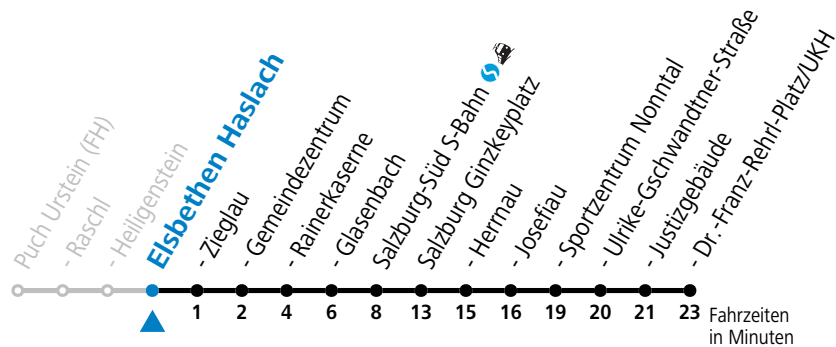 Puch Urstein (FH)
- Raschl
- Heiligenstein
Elsbethen Haslach
- Zieglau
- Gemeindezentrum
- Rainerkaserne
- Glasenbach
Salzburg-Süd S-Bahn
Salzburg Ginzkeyplatz
- Herrnau
- Josefiau
- Sportzentrum Nonntal
- Ulrike-Gschwandtner-Straße
- Justizgebäude
- Dr.-Franz-Rehrl-Platz/UKH
1 2 4 6 8 13 15 16 19 20 21 23 Fahrzeiten
in Minuten